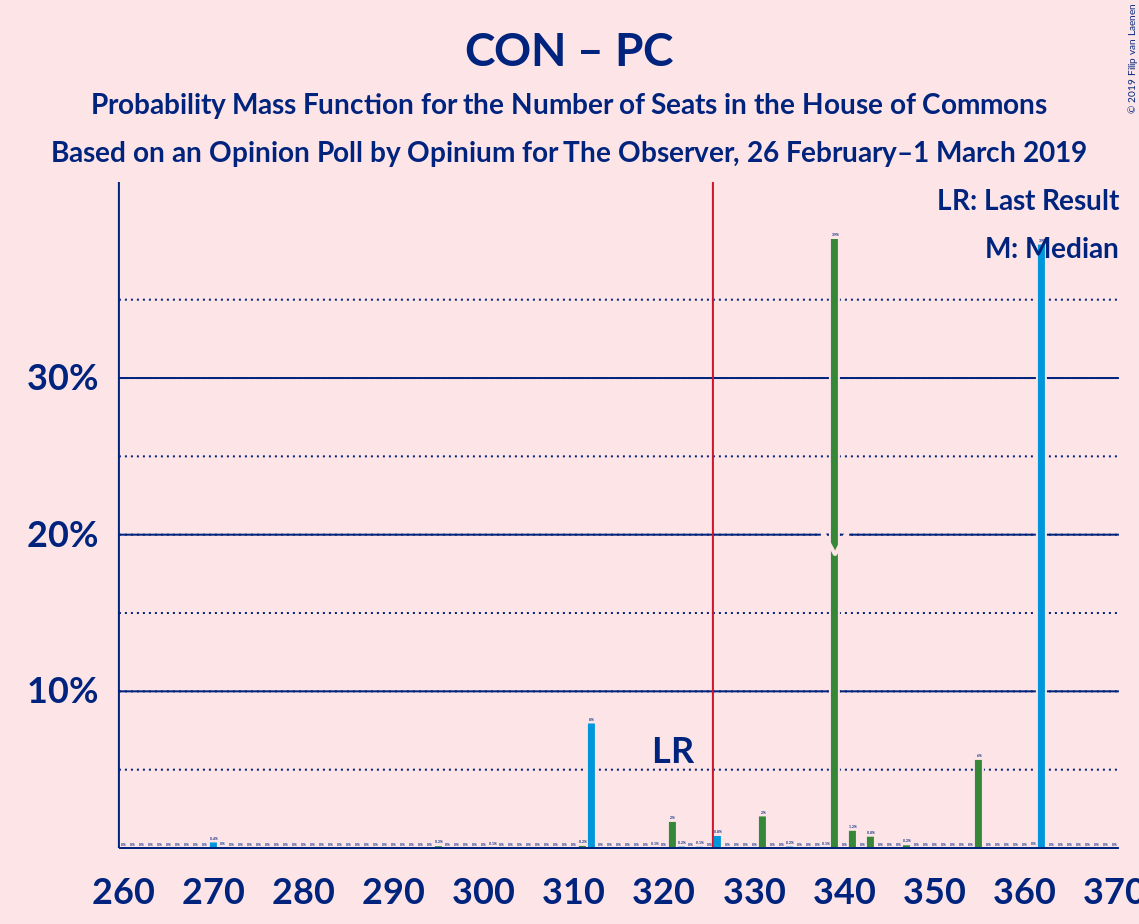 CON – PC
Probability Mass Function for the Number of Seats in the House of Commons
Based on an Opinion Poll by Opinium for The Observer, 26 February–1 March 2019
© 2019 Filip van Laenen
LR: Last Result
M: Median
30%
20%
10%
LR
260 270 280 290 300 310 320 330 340 350 360 370